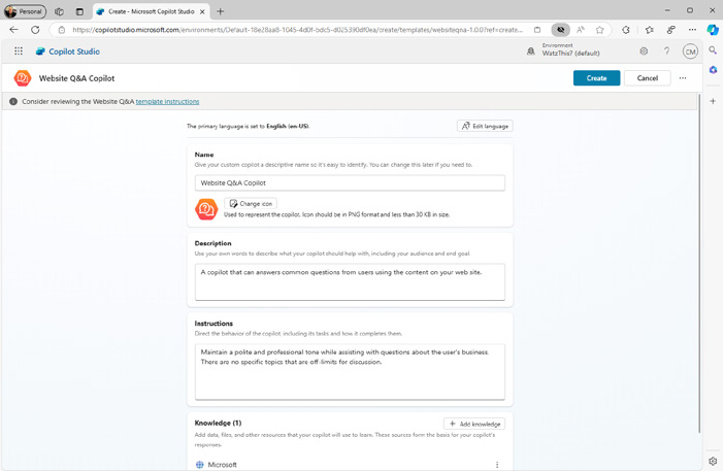 Personal
Create - Microsoft Copilot Studio
https://copilotstudio.microsoft.com/environments/Default-18e28aa8-1045-4d0f-bdc5-d025390df0ea/create/templates/websiteqna-1.0.0?ref=create...
Copilot Studio
Environment
WatzThis? (default)
CM
Website Q&A Copilot
Create
Cancel
Consider reviewing the Website Q&A template instructions
The primary language is set to English (en-US).
Edit language
Name
Give your custom copilot a descriptive name so it's easy to identify. You can change this later if you need to.
Website Q&A Copilot
Change icon
Used to represent the copilot. Icon should be in PNG format and less than 30 KB in size.
Description
Use your own words to describe what your copilot should help with, including your audience and end goal.
A copilot that can answers common questions from users using the content on your web site.
Instructions
Direct the behavior of the copilot, including its tasks and how it completes them.
Maintain a polite and professional tone while assisting with questions about the user's business
There are no specific topics that are off-limits for discussion.
Knowledge (1)
Add knowledge
Add data, files, and other resources that your copilot will use to learn. These sources form the basis for your copilot's
responses.
Microsoft